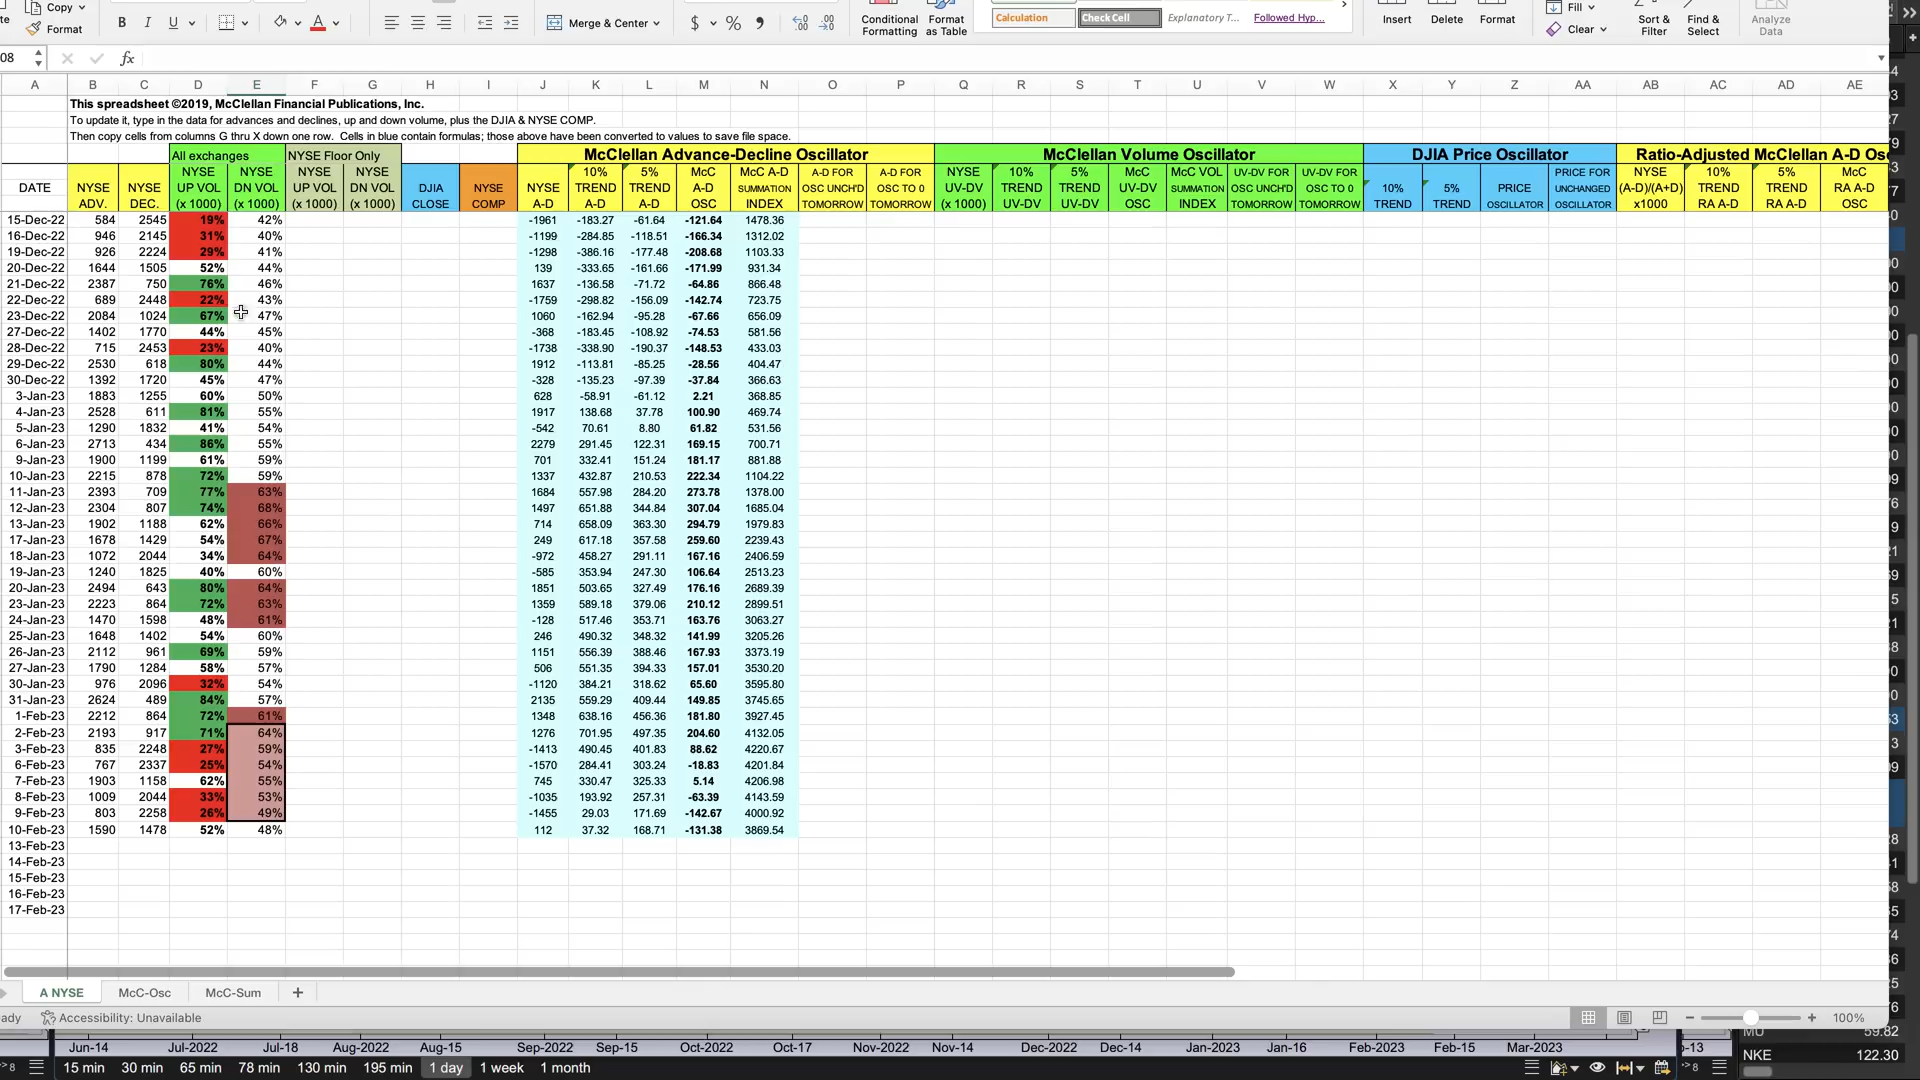 Copy
Format
B I U
A
Merge & Center
$ % 9
Conditional Formatting
Format as Table
Calculation
Check Cell
Explanatory T...
Followed Hyp...
Insert
Delete
Format
Fill
Clear
Sort & Filter
Find & Select
Analyze Data
08
fx
A B C D E F G H I J K L M N O P Q R S T U V W X Y Z AA AB AC AD AE
This spreadsheet ©2019, McClellan Financial Publications, Inc.
To update it, type in the data for advances and declines, up and down volume, plus the DJIA & NYSE COMP.
Then copy cells from columns G thru X down one row. Cells in blue contain formulas; those above have been converted to values to save file space.
All exchanges NYSE Floor Only McClellan Advance-Decline Oscillator McClellan Volume Oscillator DJIA Price Oscillator Ratio-Adjusted McClellan A-D Osc
NYSE NYSE NYSE NYSE 10% 5% McC McC A-D A-D FOR A-D FOR NYSE 10% 5% McC McC VOL UV-DV FOR UV-DV FOR PRICE FOR NYSE 10% 5% McC
DATE NYSE NYSE UP VOL DN VOL UP VOL DN VOL DJIA NYSE NYSE TREND TREND A-D SUMMATION OSC UNCH'D OSC TO 0 UV-DV TREND TREND UV-DV SUMMATION OSC UNCH'D OSC TO 0 10% 5% PRICE UNCHANGED (A-D)/(A+D) TREND TREND RA A-D
ADV. DEC. (x 1000) (x 1000) (x 1000) (x 1000) CLOSE COMP A-D A-D A-D OSC INDEX TOMORROW TOMORROW (x 1000) UV-DV UV-DV OSC INDEX TOMORROW TOMORROW TREND TREND OSCILLATOR OSCILLATOR x1000 RA A-D RA A-D OSC
15-Dec-22 584 2545 19% 42% -1961 -183.27 -61.64 -121.64 1478.36
16-Dec-22 946 2145 31% 40% -1199 -284.85 -118.51 -166.34 1312.02
19-Dec-22 926 2224 29% 41% -1298 -386.16 -177.48 -208.68 1103.33
20-Dec-22 1644 1505 52% 44% 139 -333.65 -161.66 -171.99 931.34
21-Dec-22 2387 750 76% 46% 1637 -136.58 -71.72 -64.86 866.48
22-Dec-22 689 2448 22% 43% -1759 -298.82 -156.09 -142.74 723.75
23-Dec-22 2084 1024 67% 47% 1060 -162.94 -95.28 -67.66 656.09
27-Dec-22 1402 1770 44% 45% -368 -183.45 -108.92 -74.53 581.56
28-Dec-22 715 2453 23% 40% -1738 -338.90 -190.37 -148.53 433.03
29-Dec-22 2530 618 80% 44% 1912 -113.81 -85.25 -28.56 404.47
30-Dec-22 1392 1720 45% 47% -328 -135.23 -97.39 -37.84 366.63
3-Jan-23 1883 1255 60% 50% 628 -58.91 -61.12 2.21 368.85
4-Jan-23 2528 611 81% 55% 1917 138.68 37.78 100.90 469.74
5-Jan-23 1290 1832 41% 54% -542 70.61 8.80 61.82 531.56
6-Jan-23 2713 434 86% 55% 2279 291.45 122.31 169.15 700.71
9-Jan-23 1900 1199 61% 59% 701 332.41 151.24 181.17 881.88
10-Jan-23 2215 878 72% 59% 1337 432.87 210.53 222.34 1104.22
11-Jan-23 2393 709 77% 63% 1684 557.98 284.20 273.78 1378.00
12-Jan-23 2304 807 74% 68% 1497 651.88 344.84 307.04 1685.04
13-Jan-23 1902 1188 62% 66% 714 658.09 363.30 294.79 1979.83
17-Jan-23 1678 1429 54% 67% 249 617.18 357.58 259.60 2239.43
18-Jan-23 1072 2044 34% 64% -972 458.27 291.11 167.16 2406.59
19-Jan-23 1240 1825 40% 60% -585 353.94 247.30 106.64 2513.23
20-Jan-23 2494 643 80% 64% 1851 503.65 327.49 176.16 2689.39
23-Jan-23 2223 864 72% 63% 1359 589.18 379.06 210.12 2899.51
24-Jan-23 1470 1598 48% 61% -128 517.46 353.71 163.76 3063.27
25-Jan-23 1648 1402 54% 60% 246 490.32 348.32 141.99 3205.26
26-Jan-23 2112 961 69% 59% 1151 556.39 388.46 167.93 3373.19
27-Jan-23 1790 1284 58% 57% 506 551.35 394.33 157.01 3530.20
30-Jan-23 976 2096 32% 54% -1120 384.21 318.62 65.60 3595.80
31-Jan-23 2624 489 84% 57% 2135 559.29 409.44 149.85 3745.65
1-Feb-23 2212 864 72% 61% 1348 638.16 456.36 181.80 3927.45
2-Feb-23 2193 917 71% 64% 1276 701.95 497.35 204.60 4132.05
3-Feb-23 835 2248 27% 59% -1413 490.45 401.83 88.62 4220.67
6-Feb-23 767 2337 25% 54% -1570 284.41 303.24 -18.83 4201.84
7-Feb-23 1903 1158 62% 55% 745 330.47 325.33 5.14 4206.98
8-Feb-23 1009 2044 33% 53% -1035 193.92 257.31 -63.39 4143.59
9-Feb-23 803 2258 26% 49% -1455 29.03 171.69 -142.67 4000.92
10-Feb-23 1590 1478 52% 48% 112 37.32 168.71 -131.38 3869.54
13-Feb-23
14-Feb-23
15-Feb-23
16-Feb-23
17-Feb-23
A NYSE McC-Osc McC-Sum +
ady Accessibility: Unavailable 100%
Jun-14 Jul-2022 Jul-18 Aug-2022 Aug-15 Sep-2022 Sep-15 Oct-2022 Oct-17 Nov-2022 Nov-14 Dec-2022 Dec-14 Jan-2023 Jan-16 Feb-2023 Feb-15 Mar-2023
15 min 30 min 65 min 78 min 130 min 195 min 1 day 1 week 1 month
NKE 122.30